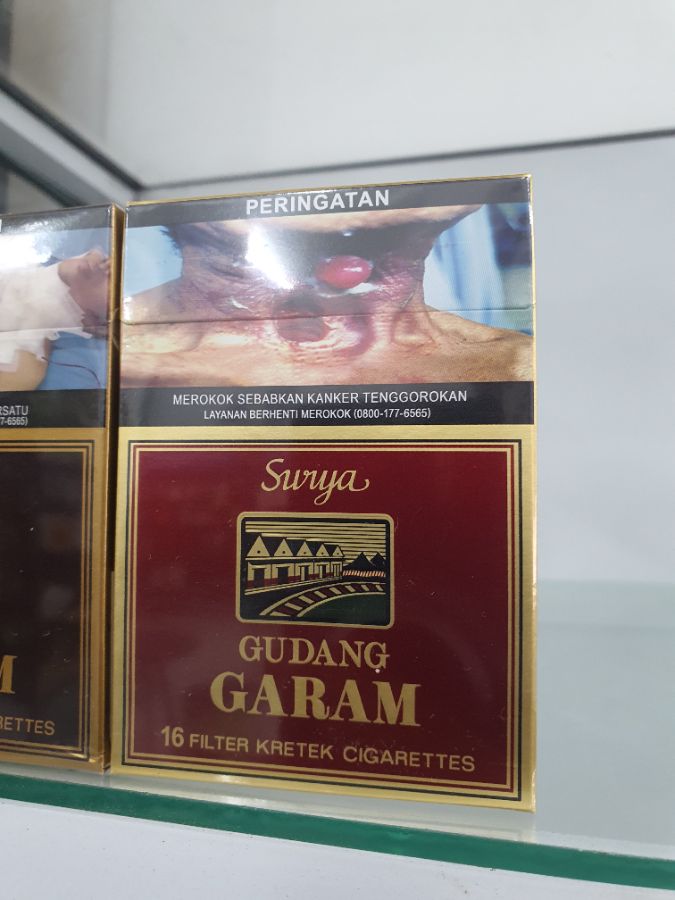 PERINGATAN
MEROKOK SEBABKAN KANKER TENGGOROKAN
LAYANAN BERHENTI MEROKOK (0800-177-6565)
Surya
GUDANG
GARAM
16 FILTER KRETEK CIGARETTES